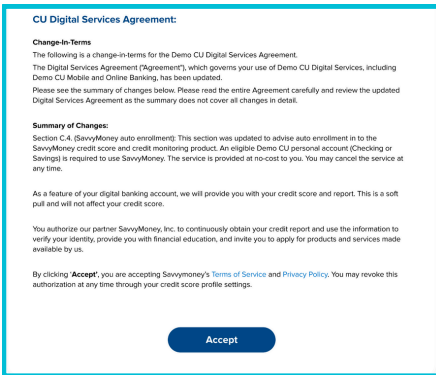 CU Digital Services Agreement:
Change-In-Terms
The following is a change-in-terms for the Demo CU Digital Services Agreement.
The Digital Services Agreement ("Agreement"), which governs your use of Demo CU Digital Services, including
Demo CU Mobile and Online Banking, has been updated.
Please see the summary of changes below. Please read the entire Agreement carefully and review the updated
Digital Services Agreement as the summary does not cover all changes in detail.
Summary of Changes:
Section C.4. (SavvyMoney auto enrollment): This section was updated to advise auto enrollment in to the
SavvyMoney credit score and credit monitoring product. An eligible Demo CU personal account (Checking or
Savings) is required to use SavvyMoney. The service is provided at no-cost to you. You may cancel the service at
any time.
As a feature of your digital banking account, we will provide you with your credit score and report. This is a soft
pull and will not affect your credit score.
You authorize our partner SavvyMoney, Inc. to continuously obtain your credit report and use the information to
verify your identity, provide you with financial education, and invite you to apply for products and services made
available by us.
By clicking 'Accept', you are accepting Savvymoney's Terms of Service and Privacy Policy. You may revoke this
authorization at any time through your credit score profile settings.
Accept